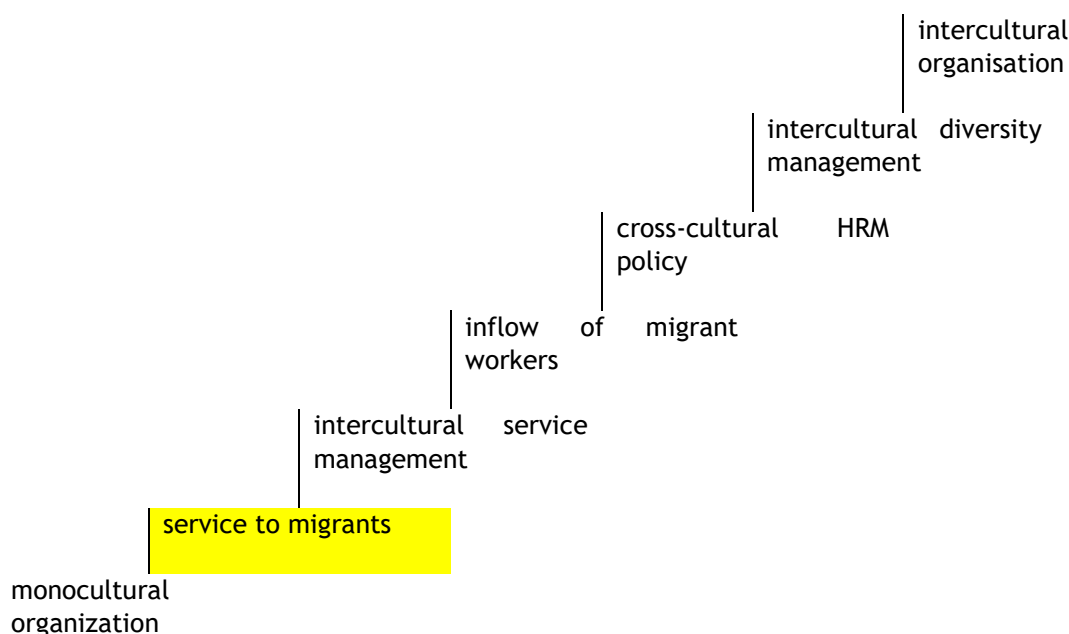 intercultural
organisation
intercultural diversity
management
cross-cultural HRM
policy
inflow of migrant
workers
intercultural service
management
service to migrants
monocultural
organization